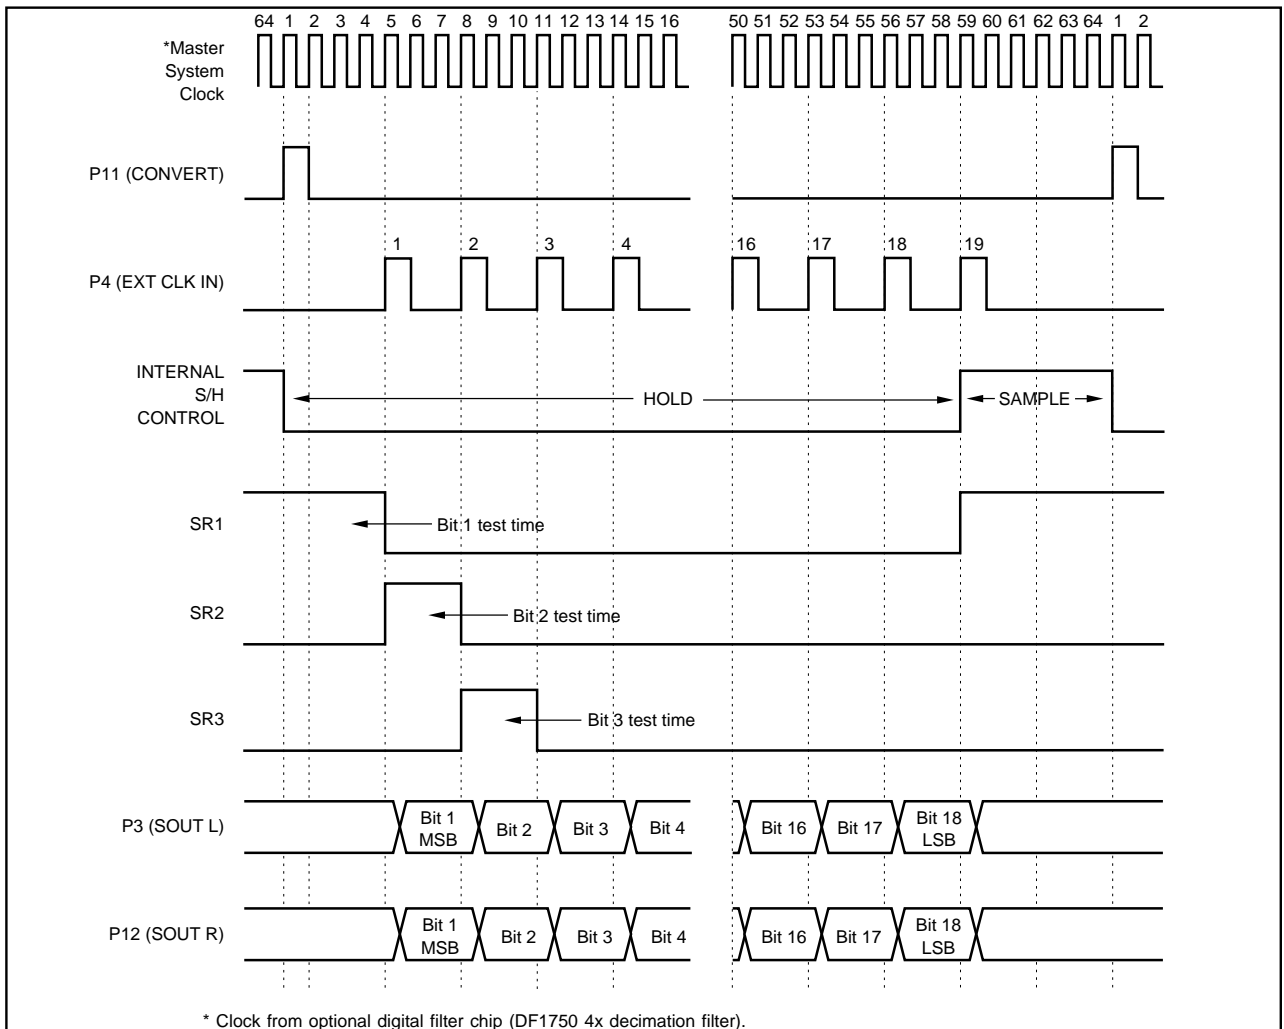 64 1 2 3 4 5 6 7 8 9 10 11 12 13 14 15 16 50 51 52 53 54 55 56 57 58 59 60 61 62 63 64 1 2
*Master
System
Clock
P11 (CONVERT)
1 2 3 4 16 17 18 19
P4 (EXT CLK IN)
INTERNAL
S/H
CONTROL
HOLD SAMPLE
SR1
Bit 1 test time
SR2
Bit 2 test time
SR3
Bit 3 test time
P3 (SOUT L)
Bit 1
MSB
Bit 2
Bit 3
Bit 4
Bit 16
Bit 17
Bit 18
LSB
P12 (SOUT R)
Bit 1
MSB
Bit 2
Bit 3
Bit 4
Bit 16
Bit 17
Bit 18
LSB
* Clock from optional digital filter chip (DF1750 4x decimation filter).